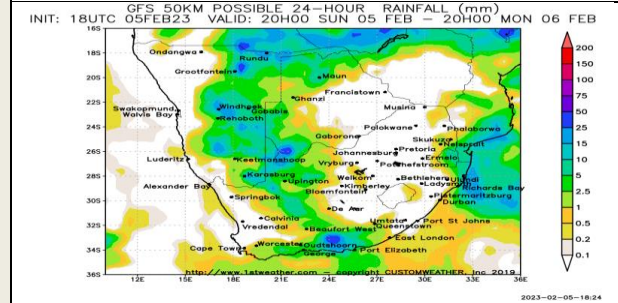 GFS 50KM POSSIBLE 24-HOUR RAINFALL (mm)
INIT: 18UTC 05FEB23 VALID: 20H00 SUN 05 FEB - 20H00 MON 06 FEB
16S
18S
20S
22S
24S
26S
28S
30S
32S
34S
36S
Ondangwa
Rundu
Grootfontein
Maun
Francistown
Ghanzi
Musina
Swakopmund
Walvis Bay
Windhoek
Gobabis
Rehoboth
Polokwane
Phalaborwa
Gaborone
Skukuza
Nelspruit
Pretoria
Johannesburg
Ermelo
Luderitz
Keetmanshoop
Vryburg
Potchefstroom
Karasburg
Upington
Welkom
Kimberley
Bethlehem
Ulundi
Ladysmith
Richards Bay
Alexander Bay
Springbok
Bloemfontein
Pietermaritzburg
Durban
De Aar
Calvinia
Vredendal
Umtata
Port St Johns
Queenstown
Beaufort West
East London
Cape Town
Worcester
Oudtshoorn
George
Port Elizabeth
http://www.1stweather.com - copyright CUSTOMWEATHER, Inc 2019
12E 15E 18E 21E 24E 27E 30E 33E 36E
200
150
100
75
50
25
20
15
10
5
2.5
1
0.5
0.2
0.1
2023-02-05-18:24